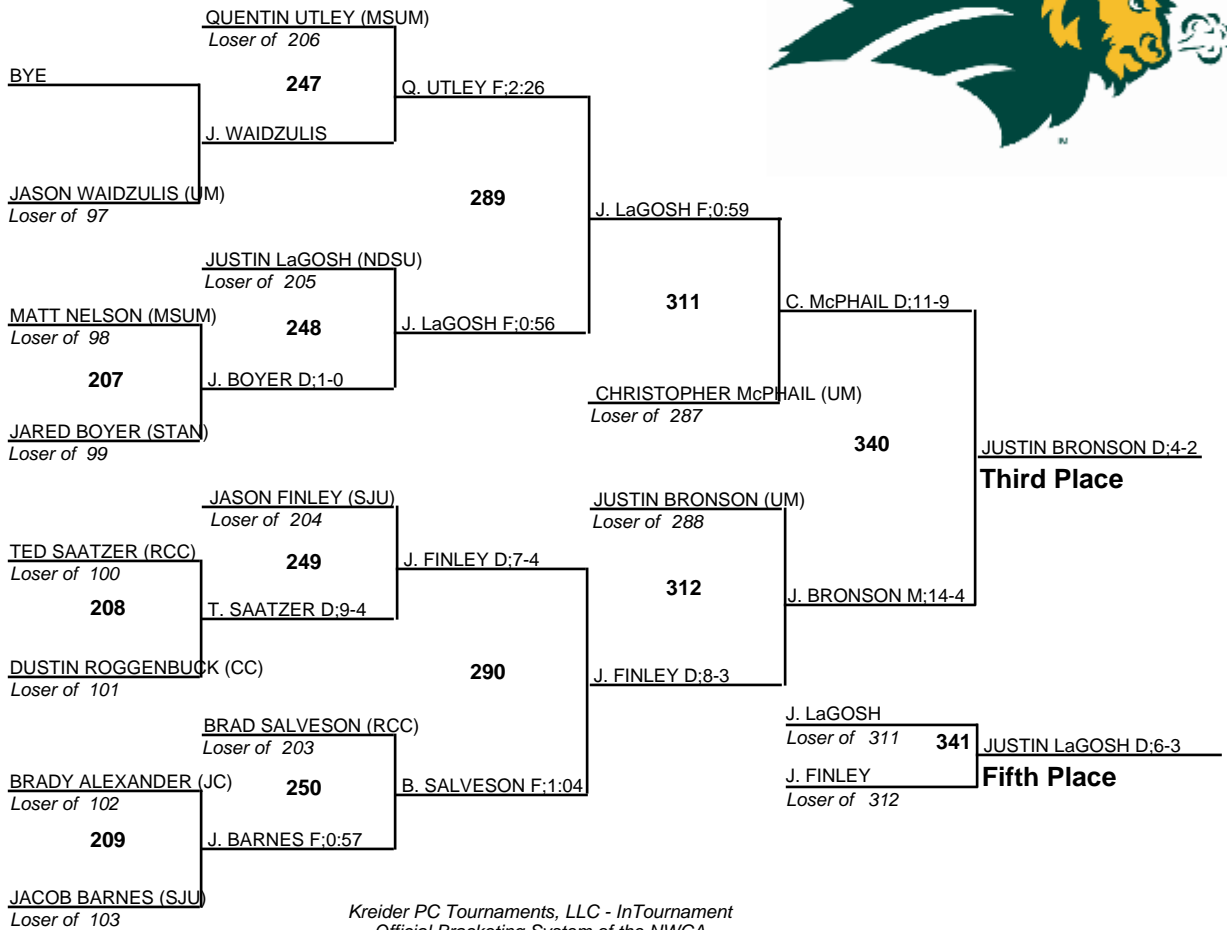 QUENTIN UTLEY (MSUM)
Loser of 206
BYE
247
Q. UTLEY F;2:26
J. WAIDZULIS
JASON WAIDZULIS (UM)
Loser of 97
289
J. LaGOSH F;0:59
JUSTIN LaGOSH (NDSU)
Loser of 205
311
C. McPHAIL D;11-9
MATT NELSON (MSUM)
Loser of 98
248
J. LaGOSH F;0:56
207
J. BOYER D;1-0
CHRISTOPHER McPHAIL (UM)
Loser of 287
JARED BOYER (STAN)
Loser of 99
340
JUSTIN BRONSON D;4-2
Third Place
JASON FINLEY (SJU)
Loser of 204
JUSTIN BRONSON (UM)
Loser of 288
TED SAATZER (RCC)
Loser of 100
249
J. FINLEY D;7-4
312
J. BRONSON M;14-4
208
T. SAATZER D;9-4
DUSTIN ROGGENBUCK (CC)
Loser of 101
290
J. FINLEY D;8-3
BRAD SALVESON (RCC)
Loser of 203
J. LaGOSH
Loser of 311
341
JUSTIN LaGOSH D;6-3
Fifth Place
J. FINLEY
Loser of 312
BRADY ALEXANDER (JC)
Loser of 102
250
B. SALVESON F;1:04
209
J. BARNES F;0:57
JACOB BARNES (SJU)
Loser of 103
Kreider PC Tournaments, LLC - InTournament
Official Bracketing System of the NWCA